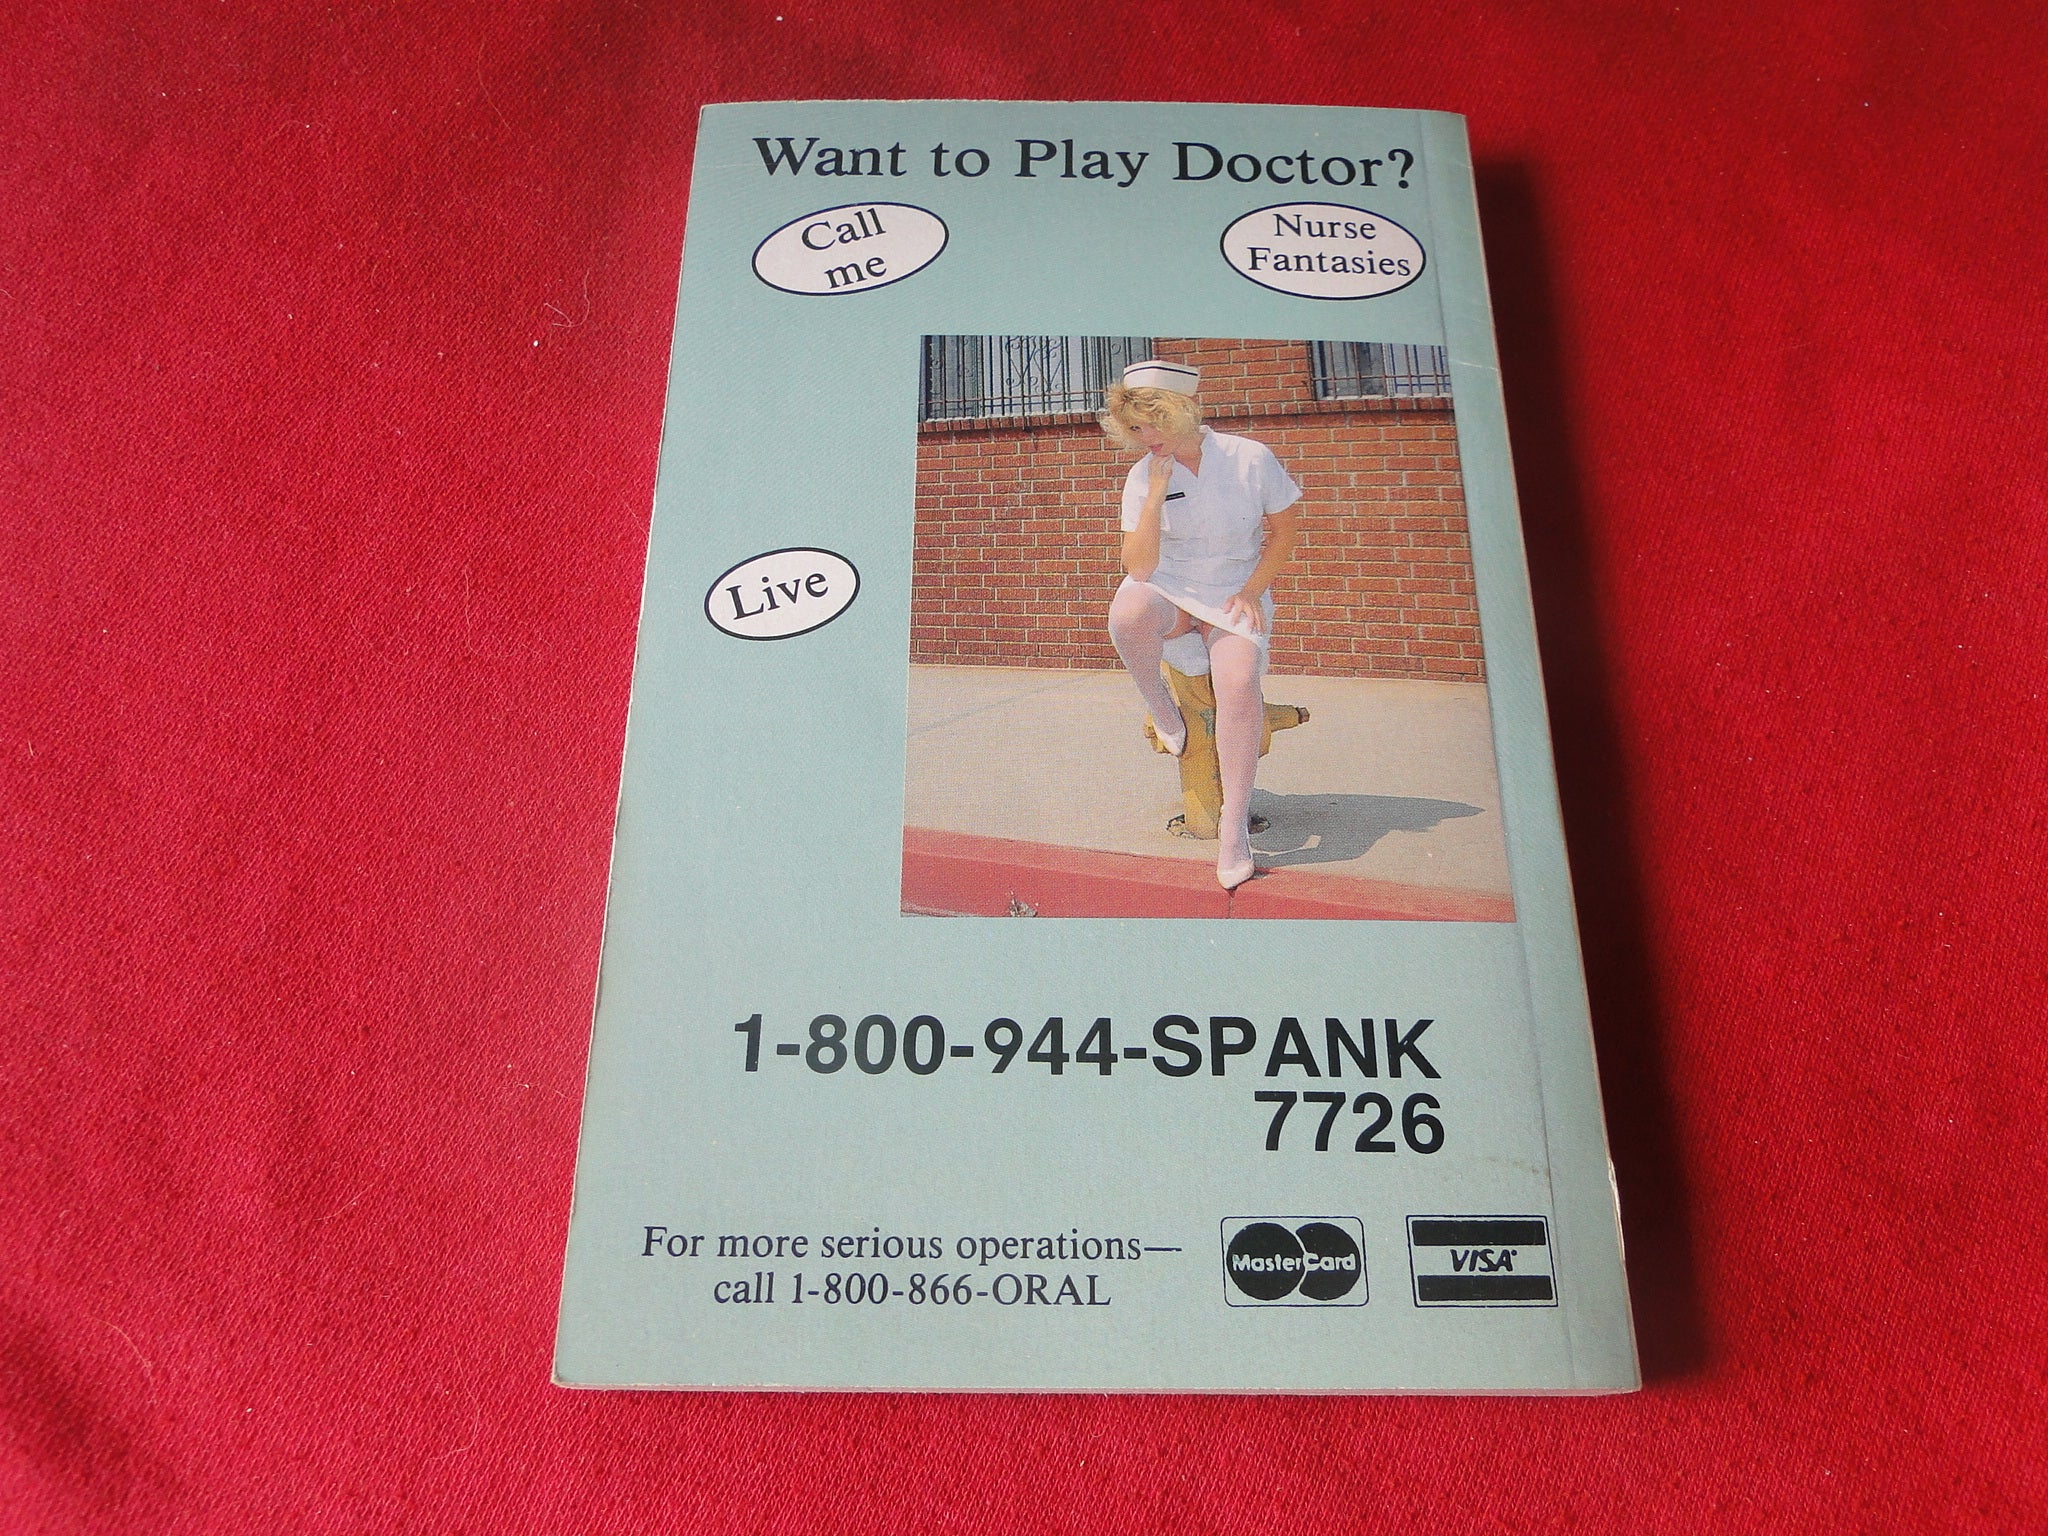 Want to Play Doctor?
Call
me
Nurse
Fantasies
Live
1-800-944-SPANK
7726
For more serious operations—
call 1-800-866-ORAL
MasterCard
VISA